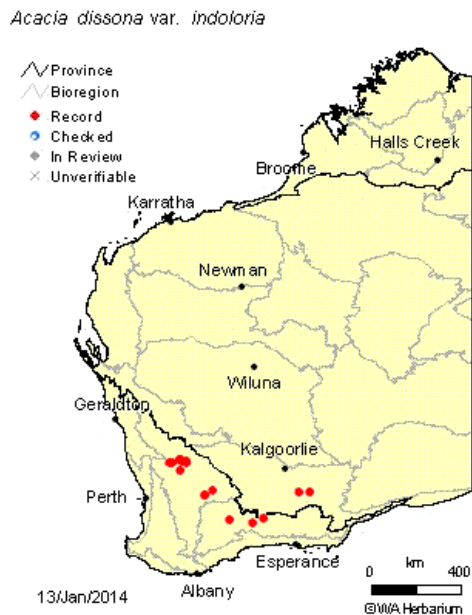 Acacia dissona var. indoloria
Province
Bioregion
Record
Checked
In Review
Unverifiable
Halls Creek
Broome
Karratha
Newman
Wiluna
Geraldton
Kalgoorlie
Perth
Esperance
Albany
km
0 400
13/Jan/2014
©WA Herbarium